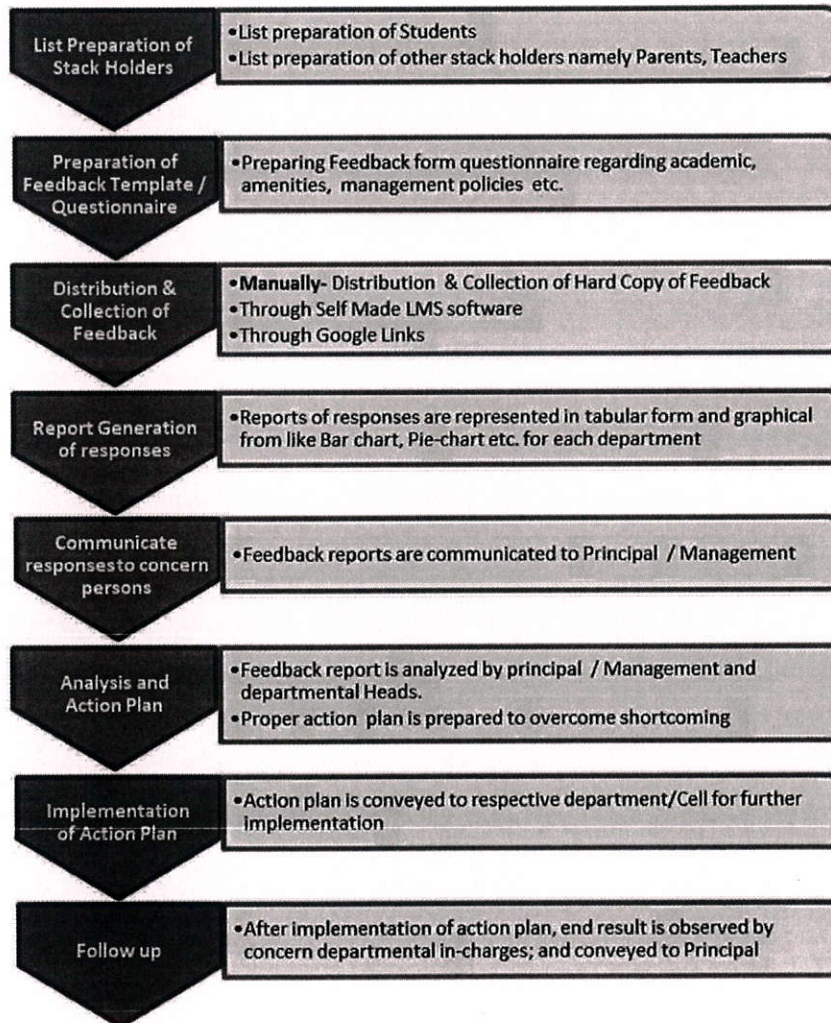 List Preparation of
Stack Holders
•List preparation of Students
•List preparation of other stack holders namely Parents, Teachers
Preparation of
Feedback Template /
Questionnaire
•Preparing Feedback form questionnaire regarding academic,
amenities, management policies etc.
Distribution &
Collection of
Feedback
•Manually- Distribution & Collection of Hard Copy of Feedback
•Through Self Made LMS software
•Through Google Links
Report Generation
of responses
•Reports of responses are represented in tabular form and graphical
from like Bar chart, Pie-chart etc. for each department
Communicate
responses to concern
persons
•Feedback reports are communicated to Principal / Management
Analysis and
Action Plan
•Feedback report is analyzed by principal / Management and
departmental Heads.
•Proper action plan is prepared to overcome shortcoming
Implementation
of Action Plan
•Action plan is conveyed to respective department/Cell for further
implementation
Follow up
•After implementation of action plan, end result is observed by
concern departmental in-charges; and conveyed to Principal